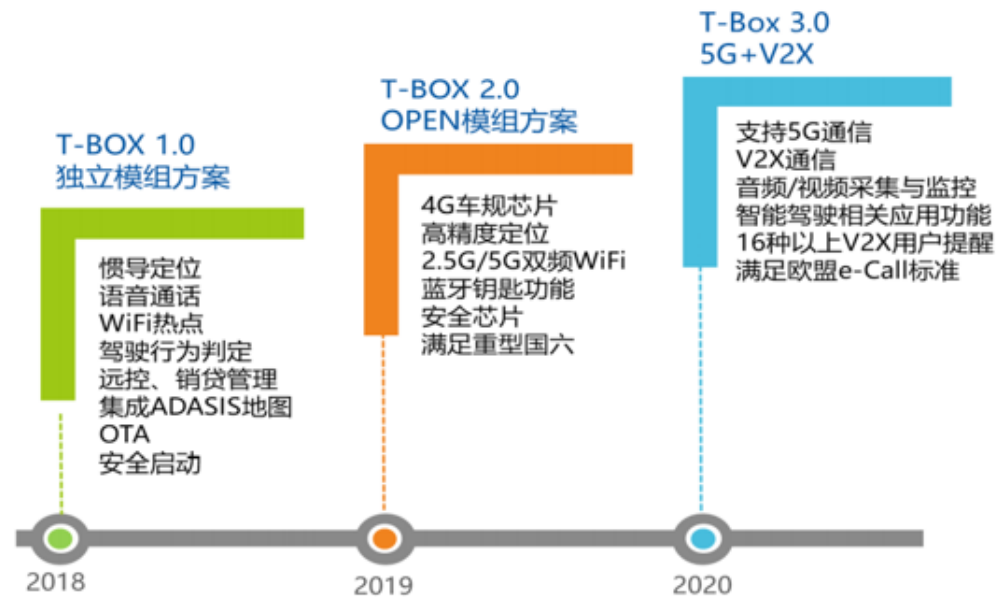 T-BOX 1.0
独立模组方案
惯导定位
语音通话
WiFi热点
驾驶行为判定
远控、销贷管理
集成ADASIS地图
OTA
安全启动
2018
T-BOX 2.0
OPEN模组方案
4G车规芯片
高精度定位
2.5G/5G双频WiFi
蓝牙钥匙功能
安全芯片
满足重型国六
2019
T-Box 3.0
5G+V2X
支持5G通信
V2X通信
音频/视频采集与监控
智能驾驶相关应用功能
16种以上V2X用户提醒
满足欧盟e-Call标准
2020